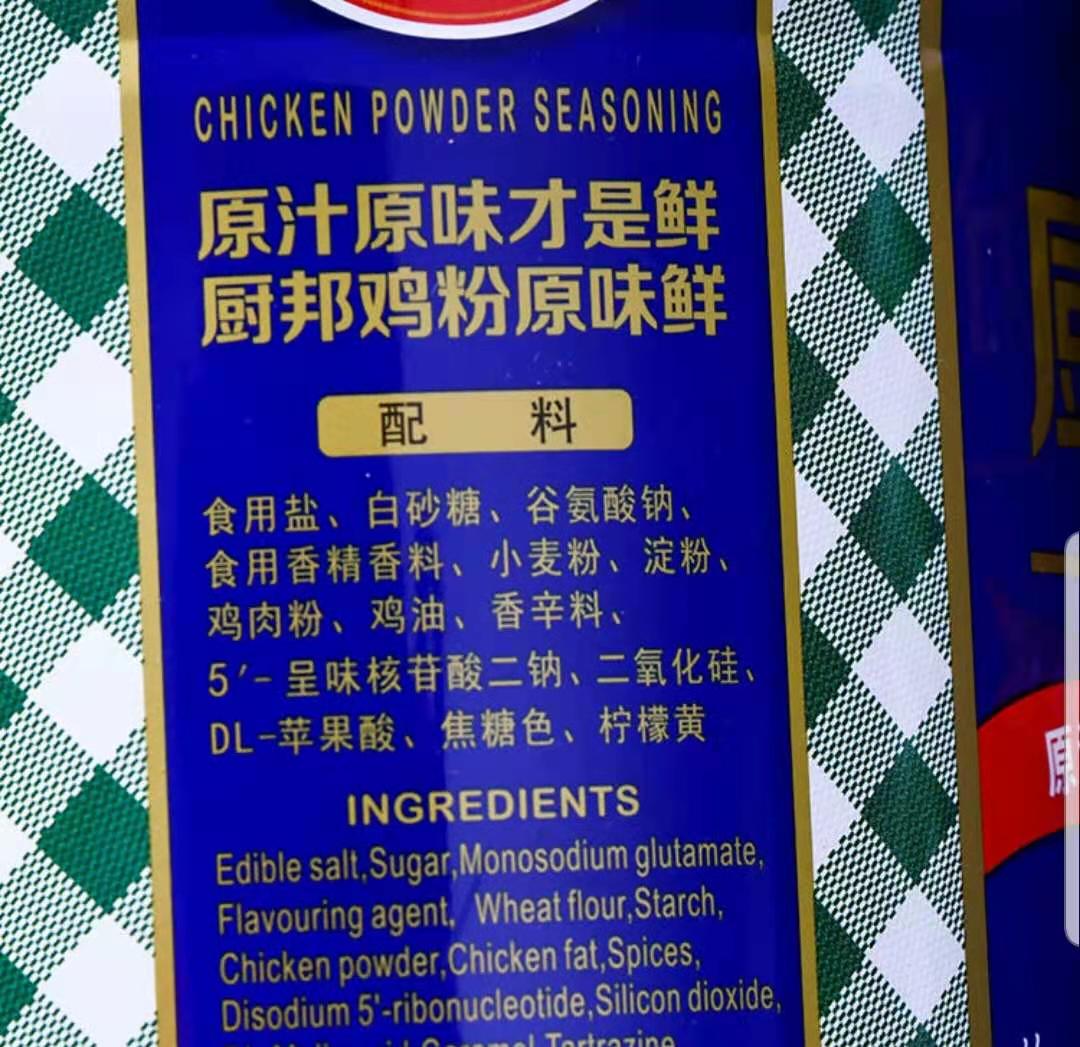 CHICKEN POWDER SEASONING
原汁原味才是鲜
厨邦鸡粉原味鲜
配 料
食用盐、白砂糖、谷氨酸钠、
食用香精香料、小麦粉、淀粉、
鸡肉粉、鸡油、香辛料、
5′-呈味核苷酸二钠、二氧化硅、
DL-苹果酸、焦糖色、柠檬黄
INGREDIENTS
Edible salt,Sugar,Monosodium glutamate,
Flavouring agent, Wheat flour,Starch,
Chicken powder,Chicken fat,Spices,
Disodium 5'-ribonucleotide,Silicon dioxide,
Caramel,Tartrazine
原